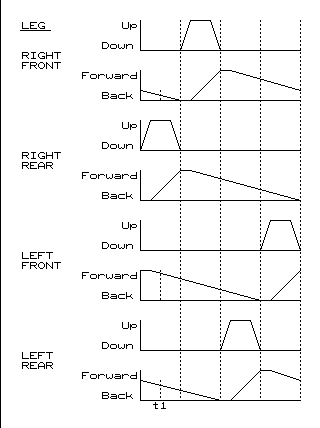 LEG
Up
Down
RIGHT
FRONT
Forward
Back
Up
Down
RIGHT
REAR
Forward
Back
Up
Down
LEFT
FRONT
Forward
Back
Up
Down
LEFT
REAR
Forward
Back
t1